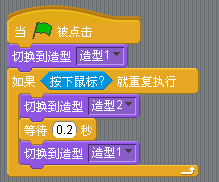 当 被点击
切换到造型 造型1
如果 按下鼠标? 就重复执行
切换到造型 造型2
等待 0.2 秒
切换到造型 造型1